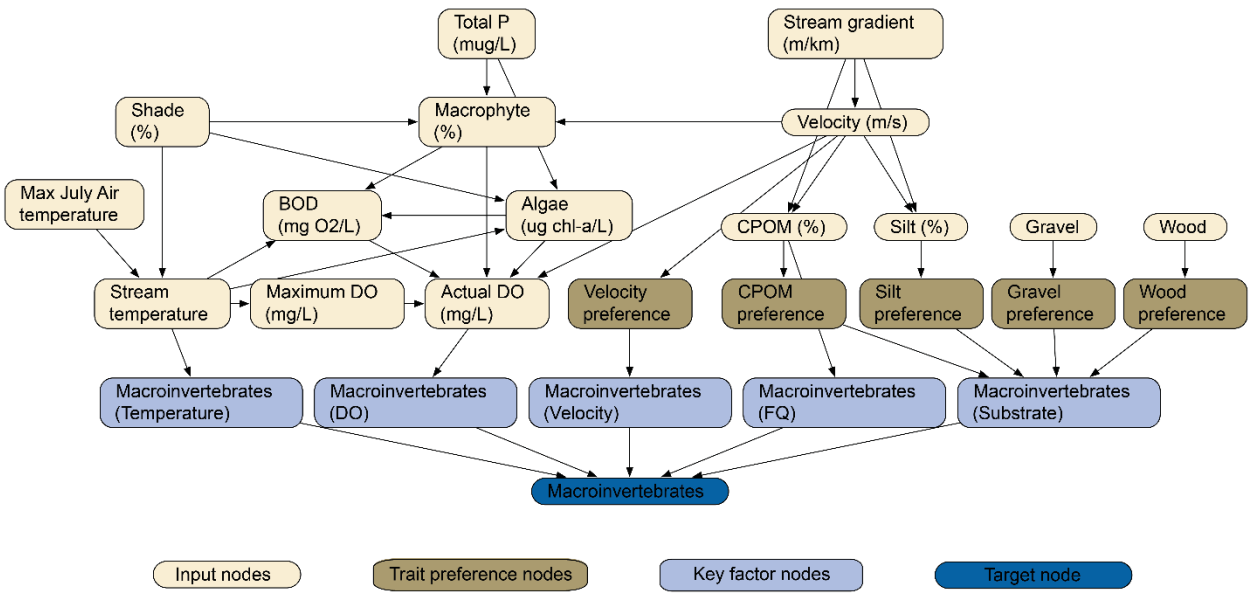 Total P
(mug/L)
Stream gradient
(m/km)
Shade
(%)
Macrophyte
(%)
Velocity (m/s)
Max July Air
temperature
BOD
(mg O2/L)
Algae
(ug chl-a/L)
CPOM (%)
Silt (%)
Gravel
Wood
Stream
temperature
Maximum DO
(mg/L)
Actual DO
(mg/L)
Velocity
preference
CPOM
preference
Silt
preference
Gravel
preference
Wood
preference
Macroinvertebrates
(Temperature)
Macroinvertebrates
(DO)
Macroinvertebrates
(Velocity)
Macroinvertebrates
(FQ)
Macroinvertebrates
(Substrate)
Macroinvertebrates
Input nodes
Trait preference nodes
Key factor nodes
Target node